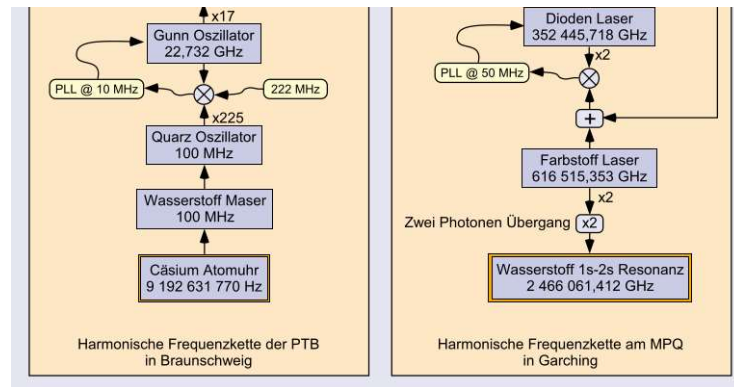 x17
Gunn Oszillator
22,732 GHz
PLL @ 10 MHz
222 MHz
x225
Quarz Oszillator
100 MHz
Wasserstoff Maser
100 MHz
Cäsium Atomuhr
9 192 631 770 Hz
Harmonische Frequenzkette der PTB
in Braunschweig
Dioden Laser
352 445,718 GHz
x2
PLL @ 50 MHz
+
Farbstoff Laser
616 515,353 GHz
x2
Zwei Photonen Übergang
x2
Wasserstoff 1s-2s Resonanz
2 466 061,412 GHz
Harmonische Frequenzkette am MPQ
in Garching